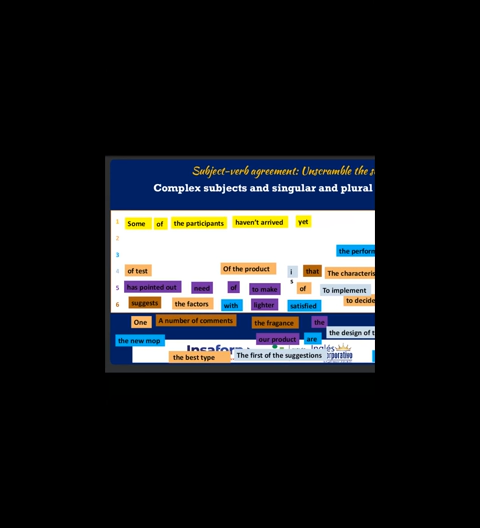 Subject-verb agreement: Unscramble the
Complex subjects and singular and plural
1 Some of the participants haven't arrived yet
2
3 the perform
4 of test Of the product is that The characteris
5 has pointed out need of to make of To implement
6 suggests the factors with lighter satisfied to decide
One A number of comments the fragance the
the design of t
the new mop our product are
the best type The first of the suggestions